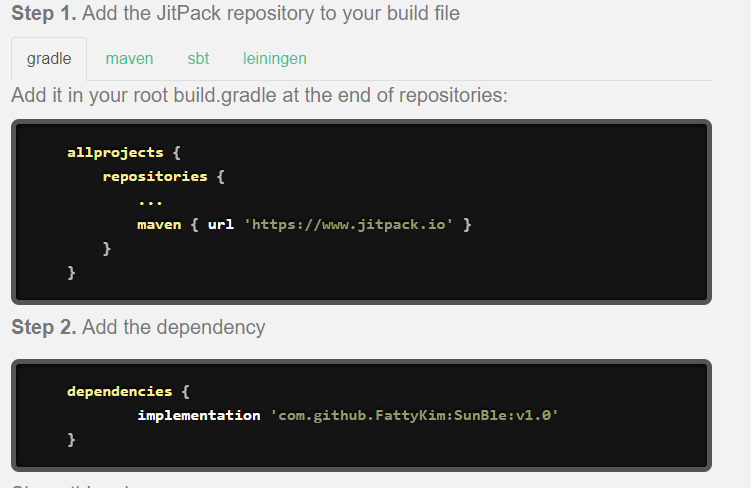 Step 1. Add the JitPack repository to your build file
gradle maven sbt leiningen
Add it in your root build.gradle at the end of repositories:
allprojects {
repositories {
...
maven { url 'https://www.jitpack.io' }
}
}
Step 2. Add the dependency
dependencies {
implementation 'com.github.FattyKim:SunBle:v1.0'
}